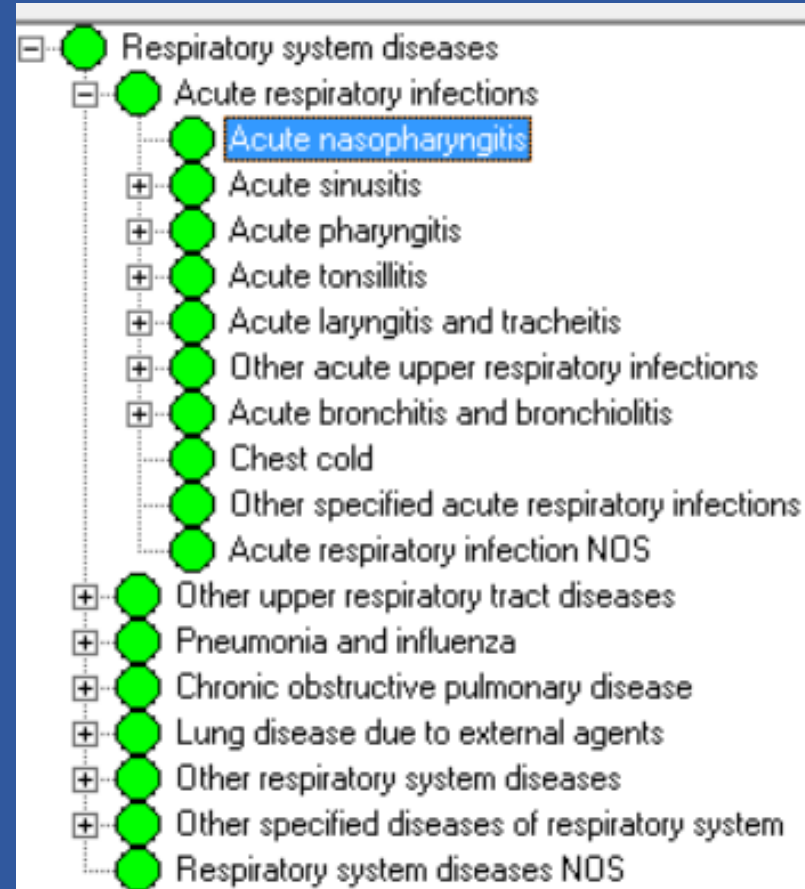 Respiratory system diseases
Acute respiratory infections
Acute nasopharyngitis
Acute sinusitis
Acute pharyngitis
Acute tonsillitis
Acute laryngitis and tracheitis
Other acute upper respiratory infections
Acute bronchitis and bronchiolitis
Chest cold
Other specified acute respiratory infections
Acute respiratory infection NOS
Other upper respiratory tract diseases
Pneumonia and influenza
Chronic obstructive pulmonary disease
Lung disease due to external agents
Other respiratory system diseases
Other specified diseases of respiratory system
Respiratory system diseases NOS